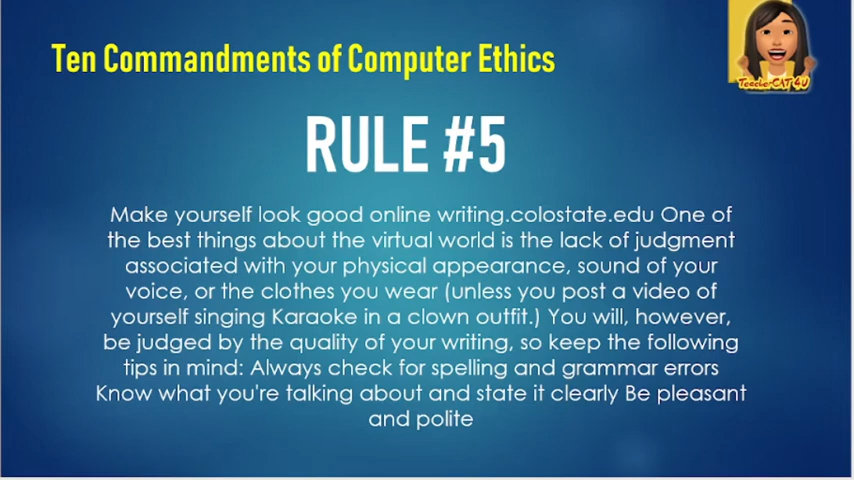 Ten Commandments of Computer Ethics
TeacherCAT4U
RULE #5
Make yourself look good online writing.colostate.edu One of
the best things about the virtual world is the lack of judgment
associated with your physical appearance, sound of your
voice, or the clothes you wear (unless you post a video of
yourself singing Karaoke in a clown outfit.) You will, however,
be judged by the quality of your writing, so keep the following
tips in mind: Always check for spelling and grammar errors
Know what you're talking about and state it clearly Be pleasant
and polite